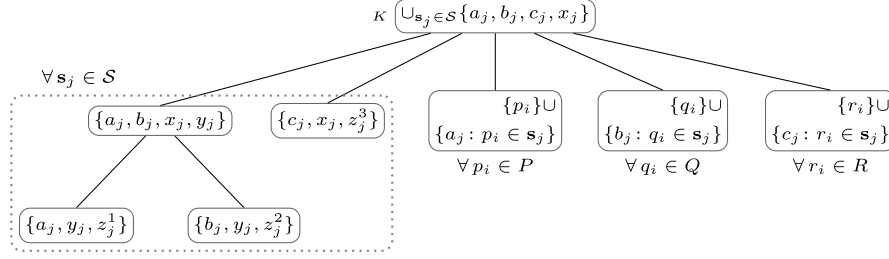 K ∪_{𝐬_j∈𝒮}{a_j, b_j, c_j, x_j}
∀ 𝐬_j ∈ 𝒮
{a_j, b_j, x_j, y_j}
{c_j, x_j, z_j^3}
{p_i}∪
{a_j : p_i ∈ 𝐬_j}
∀ p_i ∈ P
{q_i}∪
{b_j : q_i ∈ 𝐬_j}
∀ q_i ∈ Q
{r_i}∪
{c_j : r_i ∈ 𝐬_j}
∀ r_i ∈ R
{a_j, y_j, z_j^1}
{b_j, y_j, z_j^2}